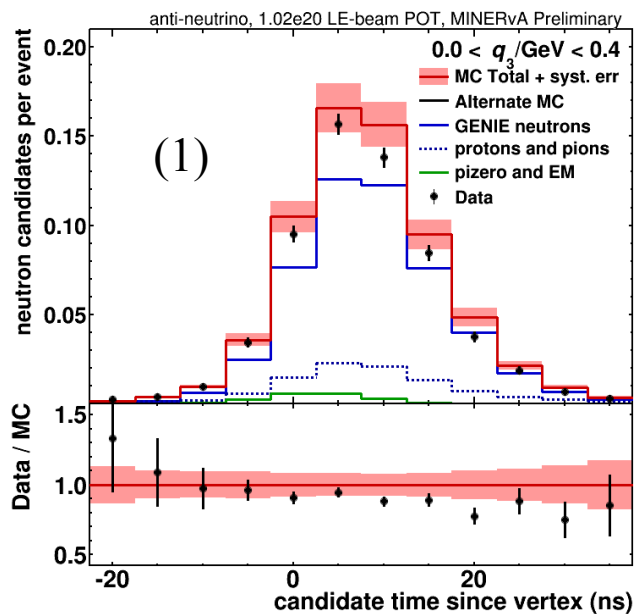 anti-neutrino, 1.02e20 LE-beam POT, MINERvA Preliminary
0.0 < q₃/GeV < 0.4
MC Total + syst. err
Alternate MC
GENIE neutrons
protons and pions
pizero and EM
Data
(1)
neutron candidates per event
0.20
0.15
0.10
0.05
Data / MC
1.5
1.0
0.5
-20 0 20
candidate time since vertex (ns)